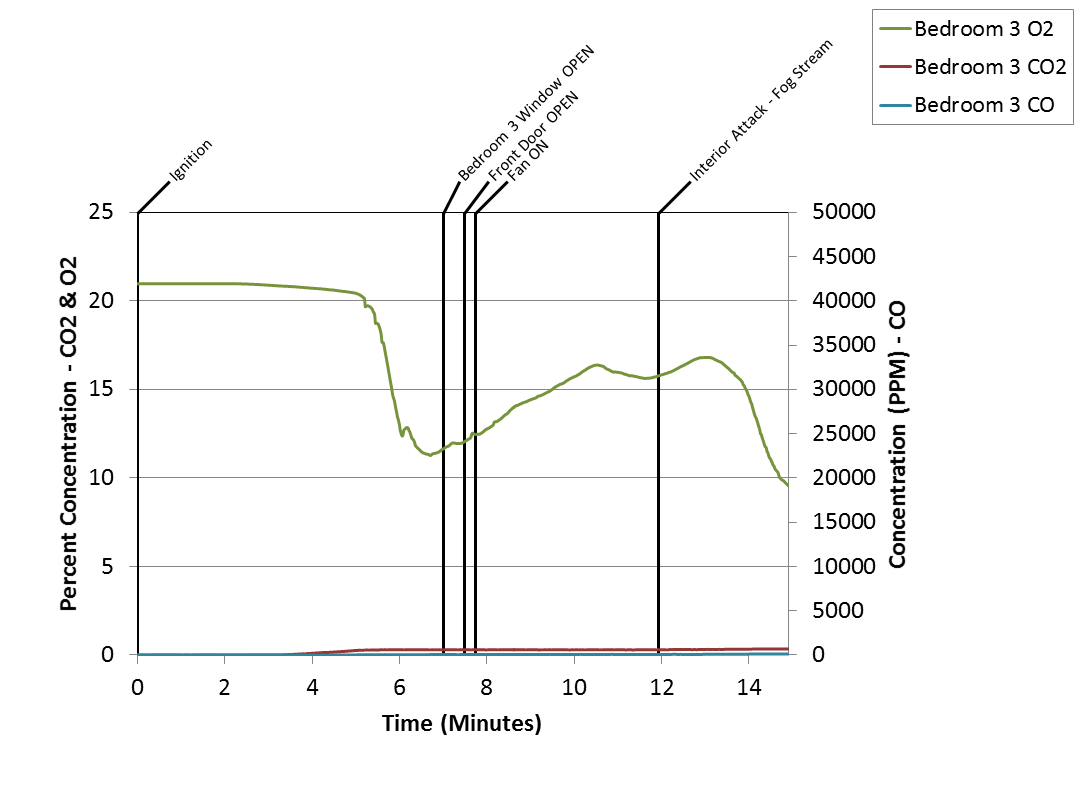 Bedroom 3 O2
Bedroom 3 CO2
Bedroom 3 CO
Ignition
Bedroom 3 Window OPEN
Front Door OPEN
Fan ON
Interior Attack - Fog Stream
Percent Concentration - CO2 & O2
25
20
15
10
5
0
50000
45000
40000
35000
30000
25000
20000
15000
10000
5000
0
Concentration (PPM) - CO
0 2 4 6 8 10 12 14
Time (Minutes)